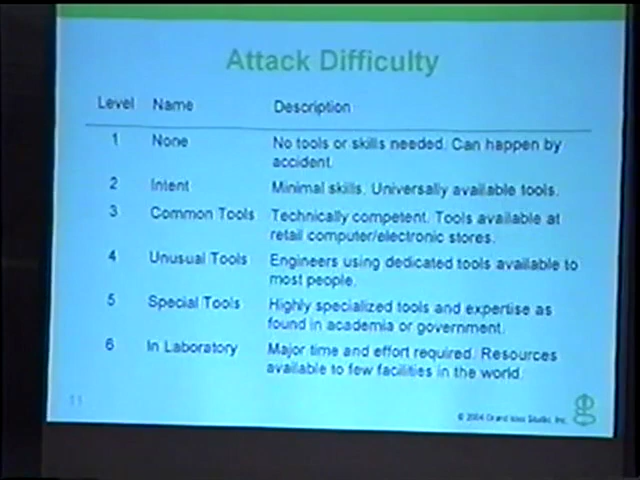 Attack Difficulty
Level Name Description
1 None No tools or skills needed. Can happen by
accident.
2 Intent Minimal skills. Universally available tools.
3 Common Tools Technically competent. Tools available at
retail computer/electronic stores.
4 Unusual Tools Engineers using dedicated tools available to
most people.
5 Special Tools Highly specialized tools and expertise as
found in academia or government.
6 In Laboratory Major time and effort required. Resources
available to few facilities in the world.
11
© 2004 Grand Idea Studio, Inc.